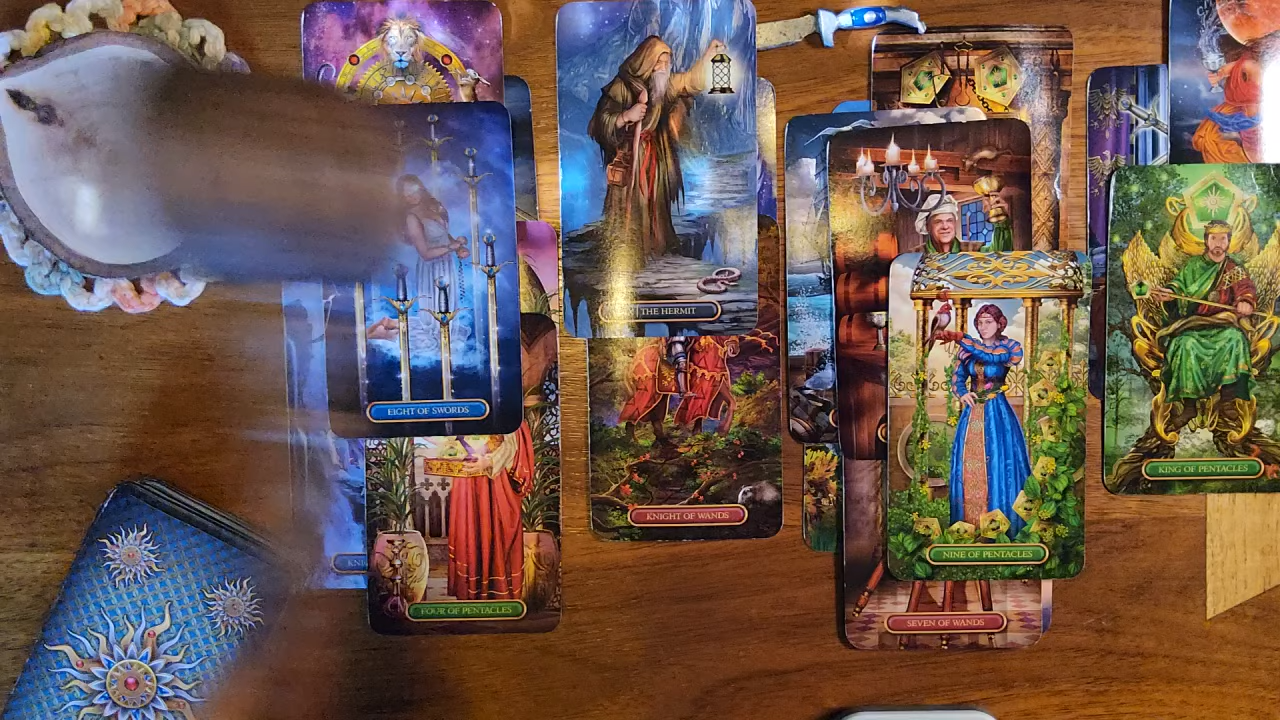 THE HERMIT
EIGHT OF SWORDS
KING OF PENTACLES
KNIGHT OF WANDS
NINE OF PENTACLES
FOUR OF PENTACLES
SEVEN OF WANDS